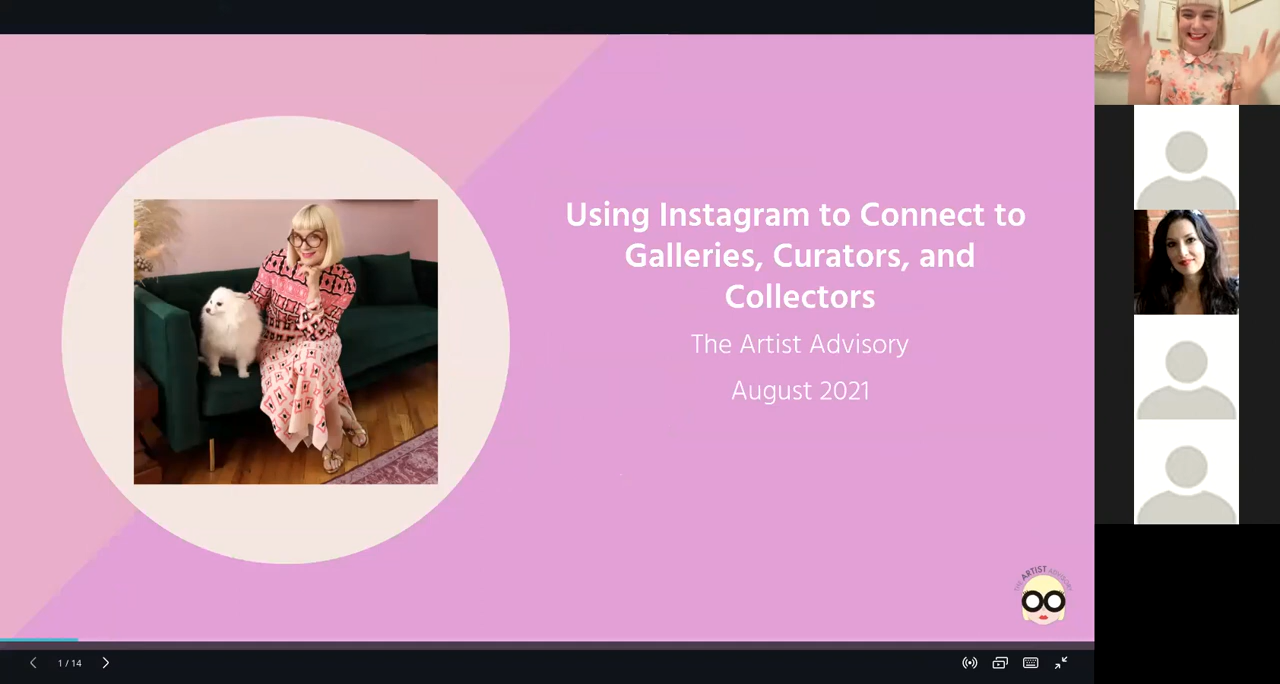 Using Instagram to Connect to
Galleries, Curators, and
Collectors
The Artist Advisory
August 2021
THE ARTIST ADVISORY
1 / 14